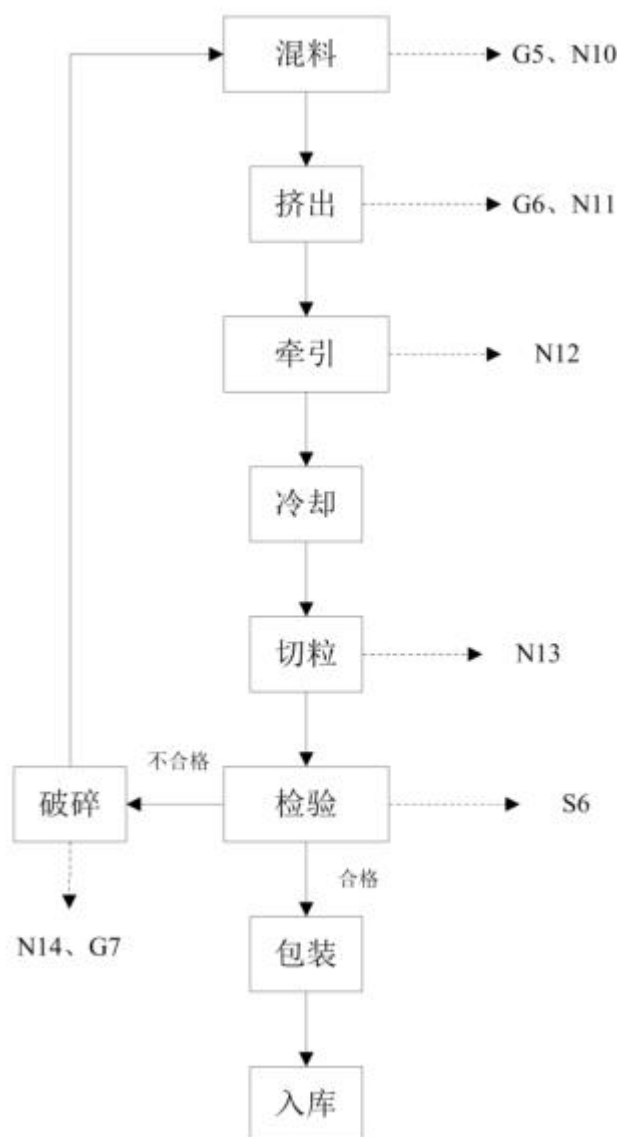 混料
G5、N10
挤出
G6、N11
牵引
N12
冷却
切粒
N13
不合格
破碎
检验
S6
合格
N14、G7
包装
入库